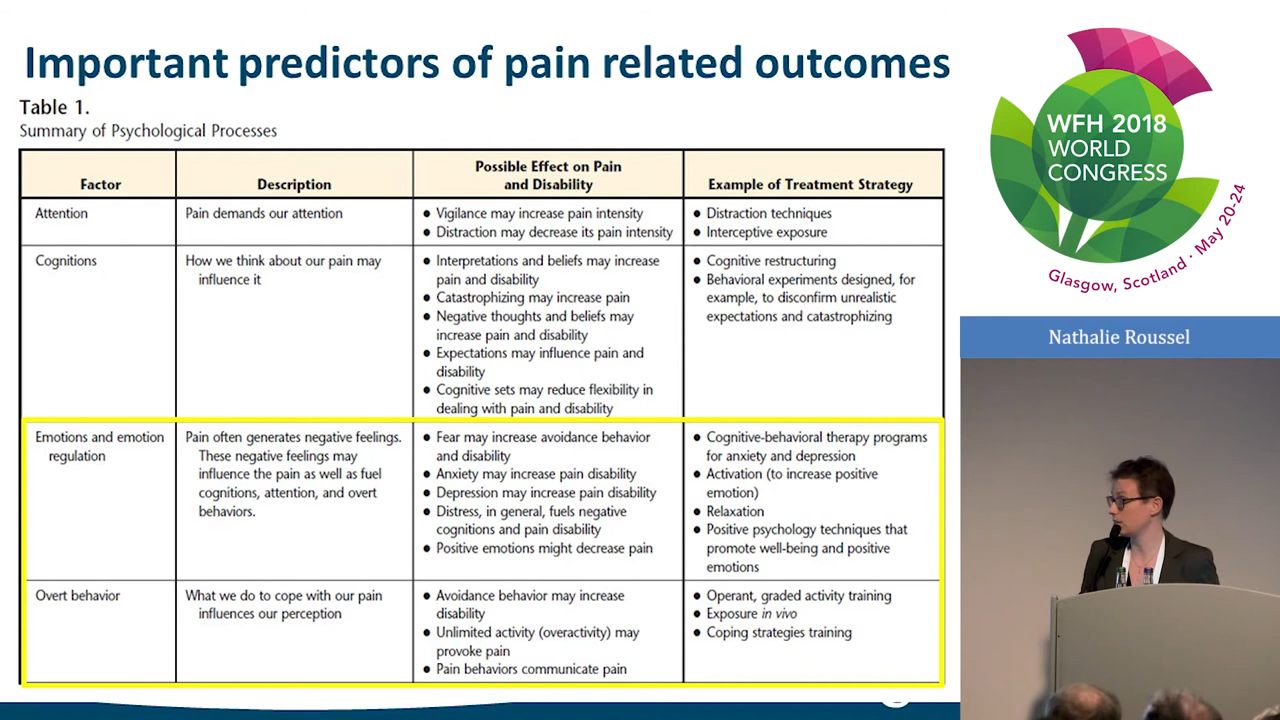 Important predictors of pain related outcomes
Table 1.
Summary of Psychological Processes
Factor
Description
Possible Effect on Pain
and Disability
Example of Treatment Strategy
Attention
Pain demands our attention
● Vigilance may increase pain intensity
● Distraction may decrease its pain intensity
● Distraction techniques
● Interceptive exposure
Cognitions
How we think about our pain may
influence it
● Interpretations and beliefs may increase
pain and disability
● Catastrophizing may increase pain
● Negative thoughts and beliefs may
increase pain and disability
● Expectations may influence pain and
disability
● Cognitive sets may reduce flexibility in
dealing with pain and disability
● Cognitive restructuring
● Behavioral experiments designed, for
example, to disconfirm unrealistic
expectations and catastrophizing
Emotions and emotion
regulation
Pain often generates negative feelings.
These negative feelings may
influence the pain as well as fuel
cognitions, attention, and overt
behaviors.
● Fear may increase avoidance behavior
and disability
● Anxiety may increase pain disability
● Depression may increase pain disability
● Distress, in general, fuels negative
cognitions and pain disability
● Positive emotions might decrease pain
● Cognitive-behavioral therapy programs
for anxiety and depression
● Activation (to increase positive
emotion)
● Relaxation
● Positive psychology techniques that
promote well-being and positive
emotions
Overt behavior
What we do to cope with our pain
influences our perception
● Avoidance behavior may increase
disability
● Unlimited activity (overactivity) may
provoke pain
● Pain behaviors communicate pain
● Operant, graded activity training
● Exposure in vivo
● Coping strategies training
WFH 2018
WORLD
CONGRESS
Glasgow, Scotland · May 20-24
Nathalie Roussel